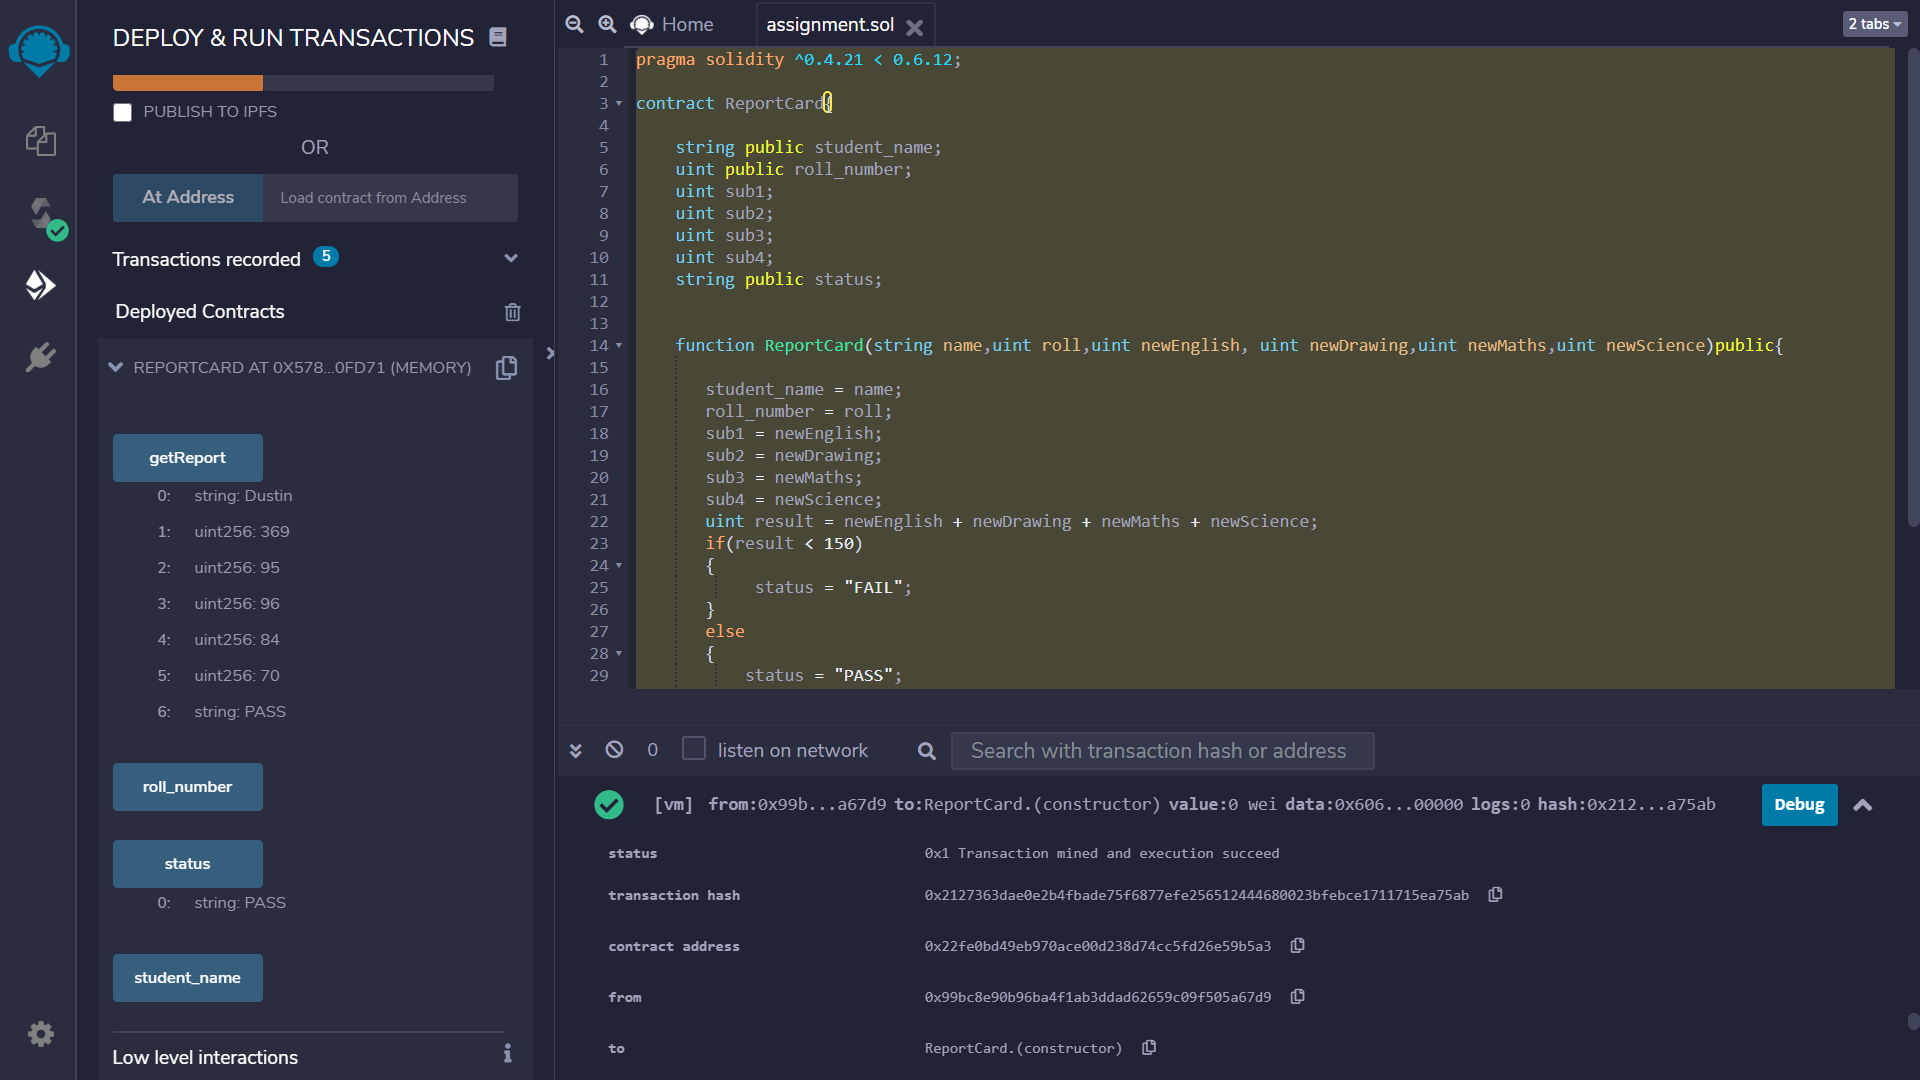 DEPLOY & RUN TRANSACTIONS
PUBLISH TO IPFS
OR
At Address
Load contract from Address
Transactions recorded 5
Deployed Contracts
REPORTCARD AT 0X578...0FD71 (MEMORY)
getReport
0: string: Dustin
1: uint256: 369
2: uint256: 95
3: uint256: 96
4: uint256: 84
5: uint256: 70
6: string: PASS
roll_number
status
0: string: PASS
student_name
Low level interactions
Home
assignment.sol
2 tabs
1 pragma solidity ^0.4.21 < 0.6.12;
2
3 contract ReportCard{
4
5 string public student_name;
6 uint public roll_number;
7 uint sub1;
8 uint sub2;
9 uint sub3;
10 uint sub4;
11 string public status;
12
13
14 function ReportCard(string name,uint roll,uint newEnglish, uint newDrawing,uint newMaths,uint newScience)public{
15
16 student_name = name;
17 roll_number = roll;
18 sub1 = newEnglish;
19 sub2 = newDrawing;
20 sub3 = newMaths;
21 sub4 = newScience;
22 uint result = newEnglish + newDrawing + newMaths + newScience;
23 if(result < 150)
24 {
25 status = "FAIL";
26 }
27 else
28 {
29 status = "PASS";
0
listen on network
Search with transaction hash or address
[vm] from:0x99b...a67d9 to:ReportCard.(constructor) value:0 wei data:0x606...00000 logs:0 hash:0x212...a75ab
Debug
status 0x1 Transaction mined and execution succeed
transaction hash 0x2127363dae0e2b4fbade75f6877efe256512444680023bfebce1711715ea75ab
contract address 0x22fe0bd49eb970ace00d238d74cc5fd26e59b5a3
from 0x99bc8e90b96ba4f1ab3ddad62659c09f505a67d9
to ReportCard.(constructor)